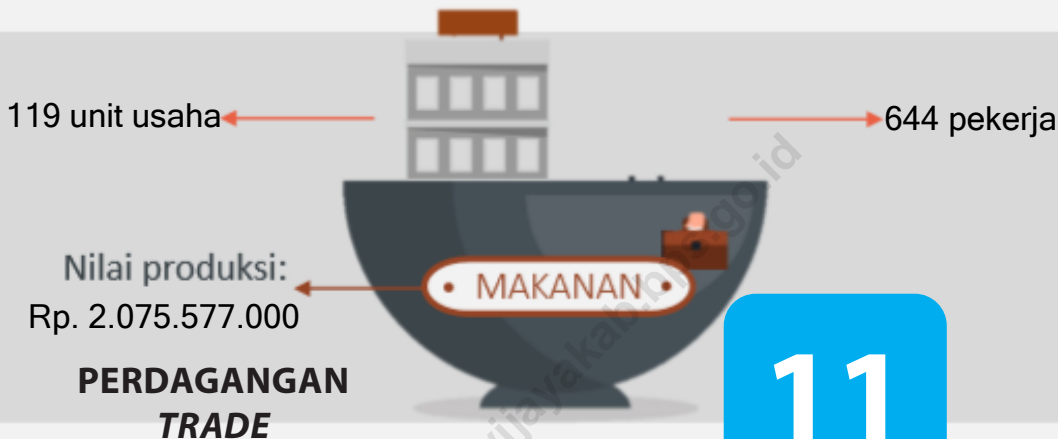 119 unit usaha
644 pekerja
Nilai produksi:
Rp. 2.075.577.000
MAKANAN
PERDAGANGAN
TRADE
11